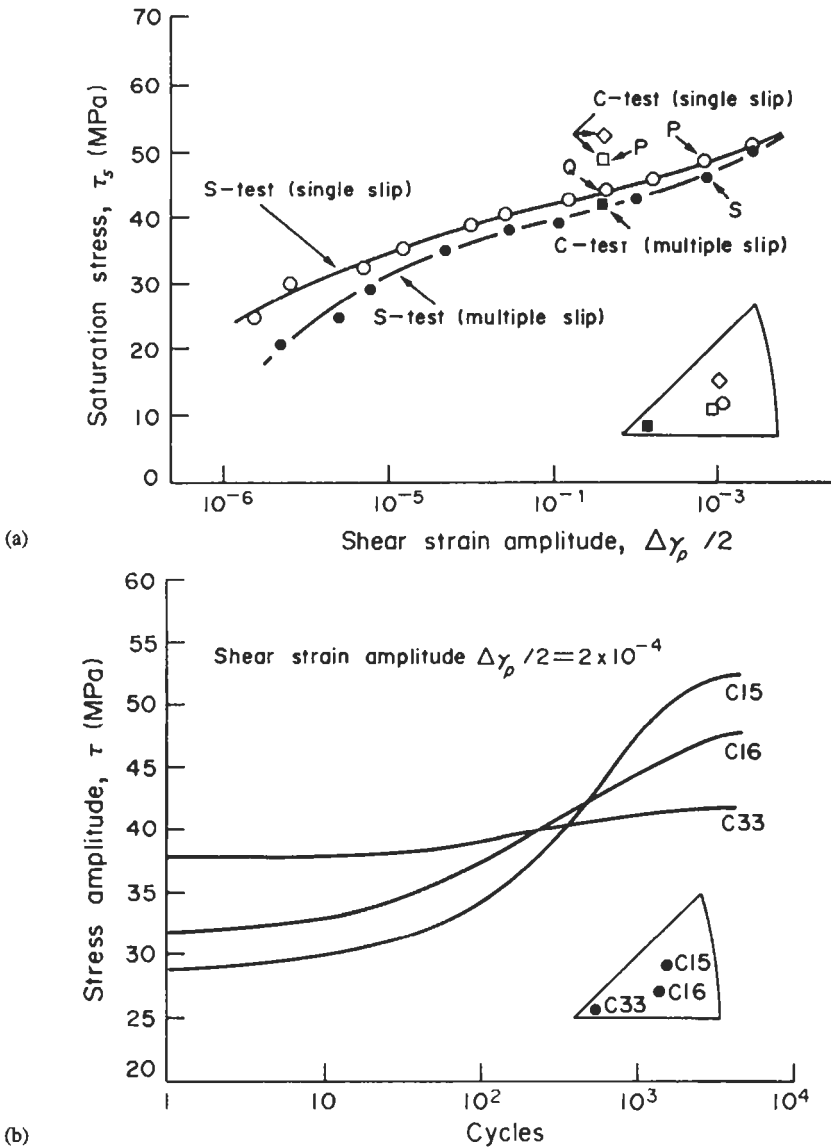 70
60
50
40
30
20
10
0
Saturation stress, τs (MPa)
C-test (single slip)
P
P
Q
S-test (single slip)
S
C-test (multiple slip)
S-test (multiple slip)
10⁻⁶
10⁻⁵
10⁻¹
10⁻³
(a)
Shear strain amplitude, Δγp /2
60
55
50
45
40
35
30
25
20
Stress amplitude, τ (MPa)
Shear strain amplitude Δγp /2=2x10⁻⁴
C15
C16
C33
C15
C16
C33
1
10
10²
10³
10⁴
(b)
Cycles